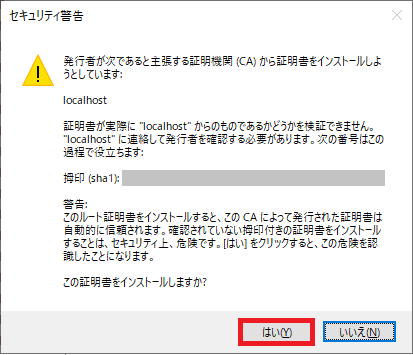 セキュリティ警告
発行者が次であると主張する証明機関 (CA) から証明書をインストールしよ
うとしています:
localhost
証明書が実際に "localhost" からのものであるかどうかを検証できません。
"localhost" に連絡して発行者を確認する必要があります。次の番号はこの
過程で役立ちます:
拇印 (sha1):
警告:
このルート証明書をインストールすると、この CA によって発行された証明書は
自動的に信頼されます。確認されていない拇印付きの証明書をインストール
することは、セキュリティ上、危険です。[はい] をクリックすると、この危険を認
識したことになります。
この証明書をインストールしますか?
はい(Y)
いいえ(N)